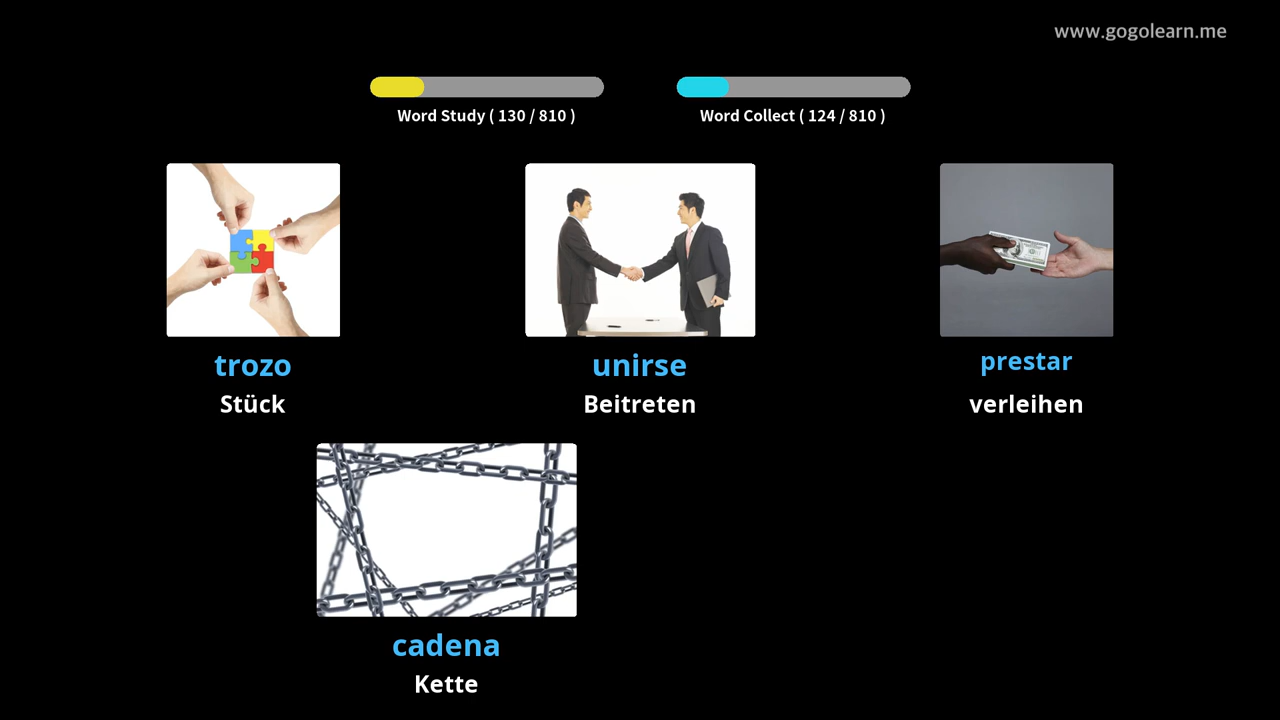 www.gogolearn.me
Word Study ( 130 / 810 )
Word Collect ( 124 / 810 )
trozo
Stück
unirse
Beitreten
prestar
verleihen
cadena
Kette